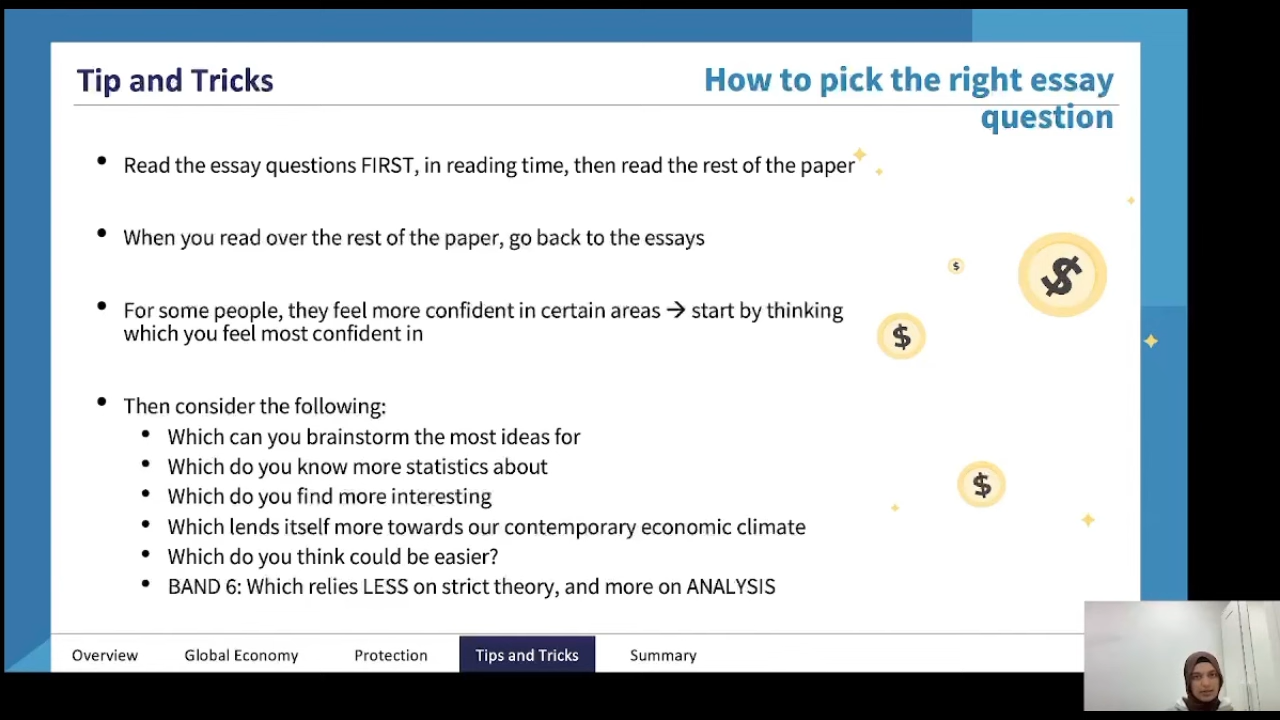 Tip and Tricks
How to pick the right essay
question
• Read the essay questions FIRST, in reading time, then read the rest of the paper
• When you read over the rest of the paper, go back to the essays
• For some people, they feel more confident in certain areas → start by thinking
which you feel most confident in
• Then consider the following:
• Which can you brainstorm the most ideas for
• Which do you know more statistics about
• Which do you find more interesting
• Which lends itself more towards our contemporary economic climate
• Which do you think could be easier?
• BAND 6: Which relies LESS on strict theory, and more on ANALYSIS
$
$
$
$
Overview Global Economy Protection Tips and Tricks Summary